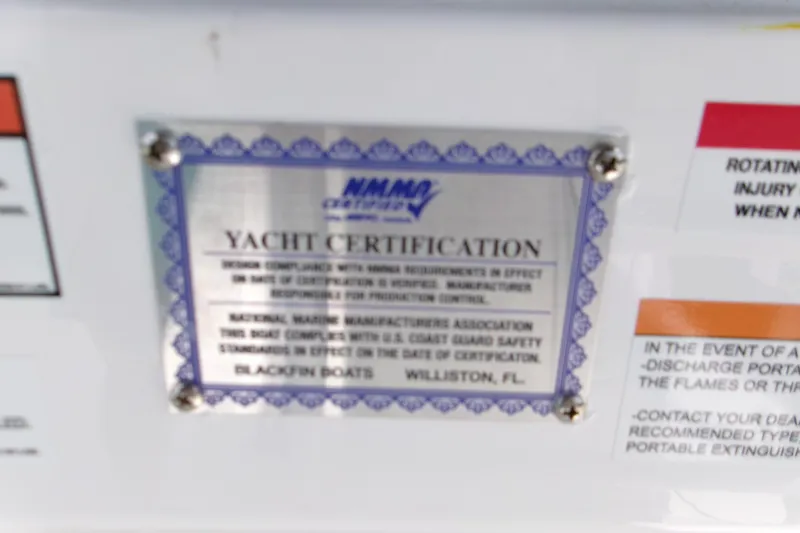 NMMA
CERTIFIED
YACHT CERTIFICATION
DESIGN COMPLIANCE WITH NMMA REQUIREMENTS IN EFFECT
ON DATE OF CERTIFICATION IS VERIFIED. MANUFACTURER
RESPONSIBLE FOR PRODUCTION CONTROL.
NATIONAL MARINE MANUFACTURERS ASSOCIATION
THIS BOAT COMPLIES WITH U.S. COAST GUARD SAFETY
STANDARDS IN EFFECT ON THE DATE OF CERTIFICATON.
BLACKFIN BOATS WILLISTON, FL.
ROTATING
INJURY
WHEN N
IN THE EVENT OF A
-DISCHARGE PORTA
THE FLAMES OR THR
-CONTACT YOUR DEA
RECOMMENDED TYPE
PORTABLE EXTINGUISH